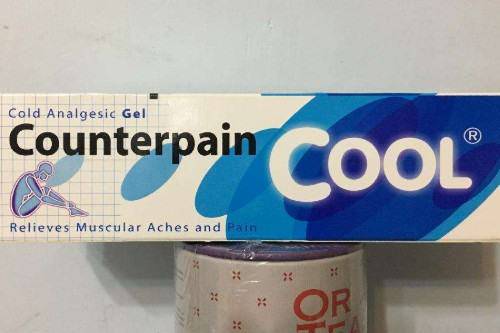 Cold Analgesic Gel
Counterpain
COOL®
Relieves Muscular Aches and Pain
OR
TEA